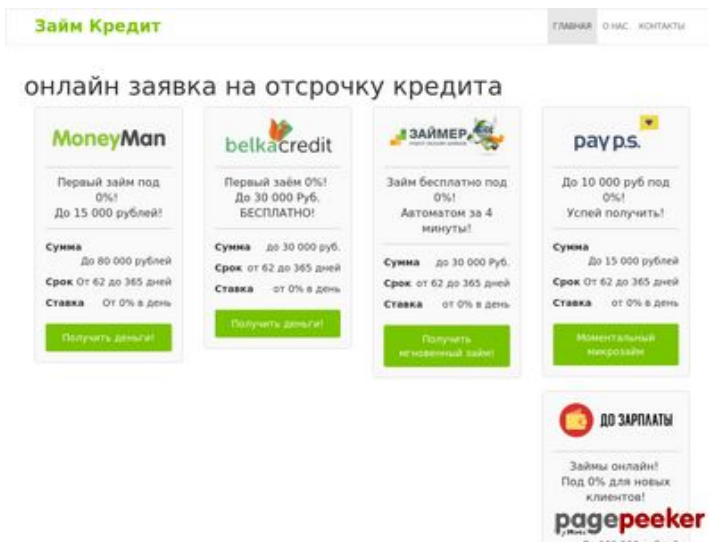 Займ Кредит
ГЛАВНАЯ О НАС КОНТАКТЫ
онлайн заявка на отсрочку кредита
MoneyMan
Первый займ под
0%!
До 15 000 рублей!
Сумма
До 80 000 рублей
Срок От 62 до 365 дней
Ставка От 0% в день
Получить деньги!
belkacredit
Первый заём 0%!
До 30 000 Руб.
БЕСПЛАТНО!
Сумма до 30 000 руб.
Срок от 62 до 365 дней
Ставка от 0% в день
Получить деньги!
ЗАЙМЕР
Займ бесплатно под
0%!
Автоматом за 4
минуты!
Сумма до 30 000 Руб.
Срок от 62 до 365 дней
Ставка от 0% в день
Получить
мгновенный займ!
pay p.s.
До 10 000 руб под
0%!
Успей получить!
Сумма
До 15 000 рублей
Срок От 62 до 365 дней
Ставка от 0% в день
Моментальный
микрозайм
ДО ЗАРПЛАТЫ
Займы онлайн!
Под 0% для новых
клиентов!
pagepeeker